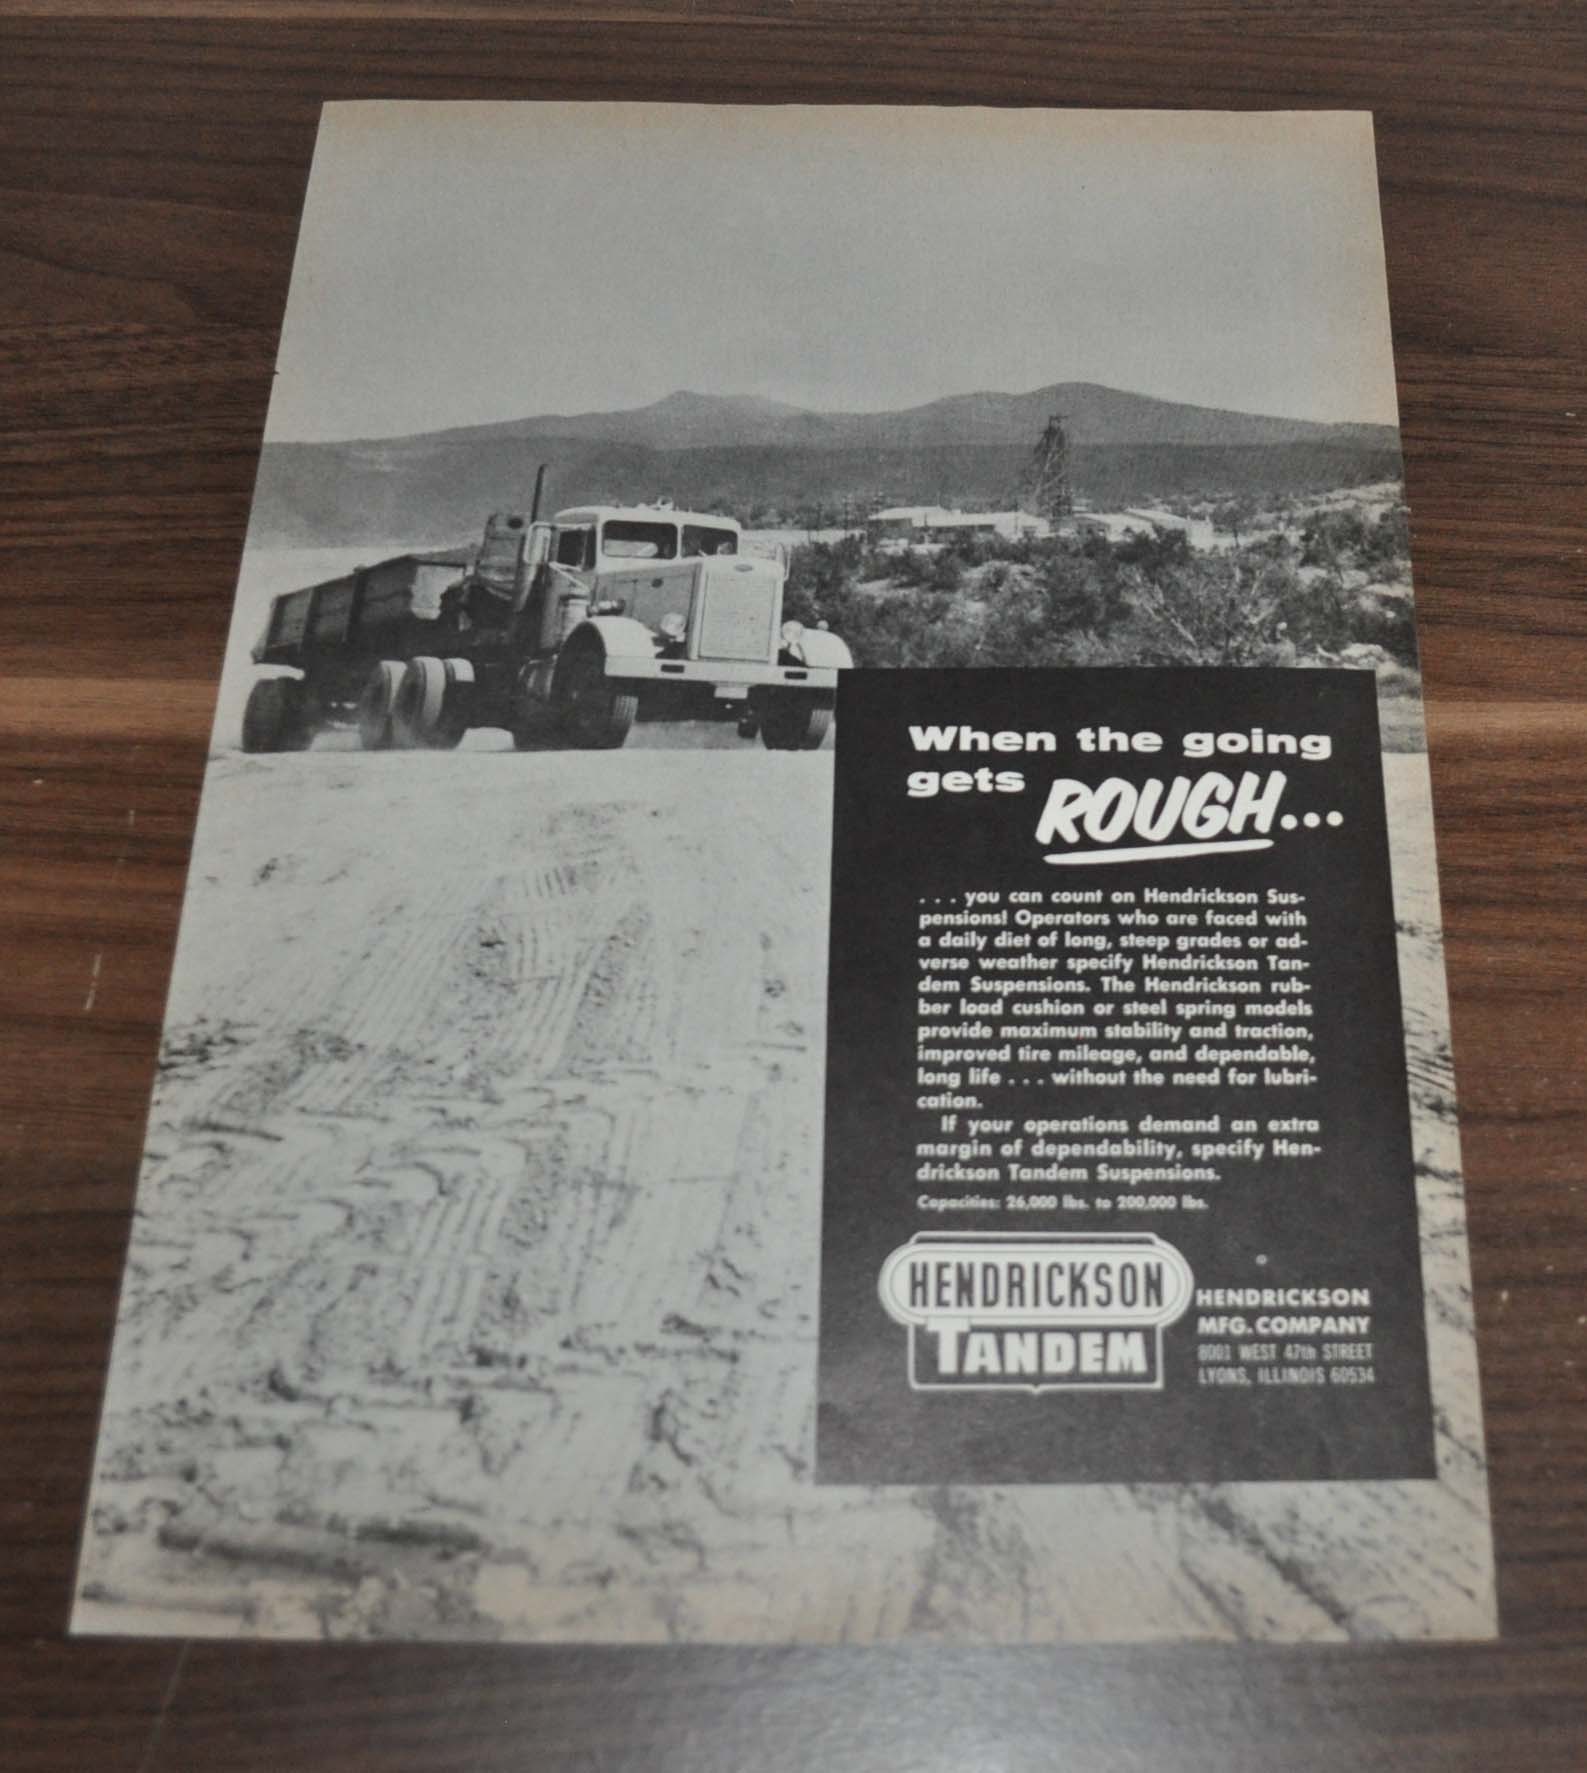 When the going
gets ROUGH...
. . . you can count on Hendrickson Sus-
pensions! Operators who are faced with
a daily diet of long, steep grades or ad-
verse weather specify Hendrickson Tan-
dem Suspensions. The Hendrickson rub-
ber load cushion or steel spring models
provide maximum stability and traction,
improved tire mileage, and dependable,
long life . . . without the need for lubri-
cation.
If your operations demand an extra
margin of dependability, specify Hen-
drickson Tandem Suspensions.
Capacities: 26,000 lbs. to 200,000 lbs.
HENDRICKSON
TANDEM
HENDRICKSON
MFG. COMPANY
8001 WEST 47th STREET
LYONS, ILLINOIS 60534